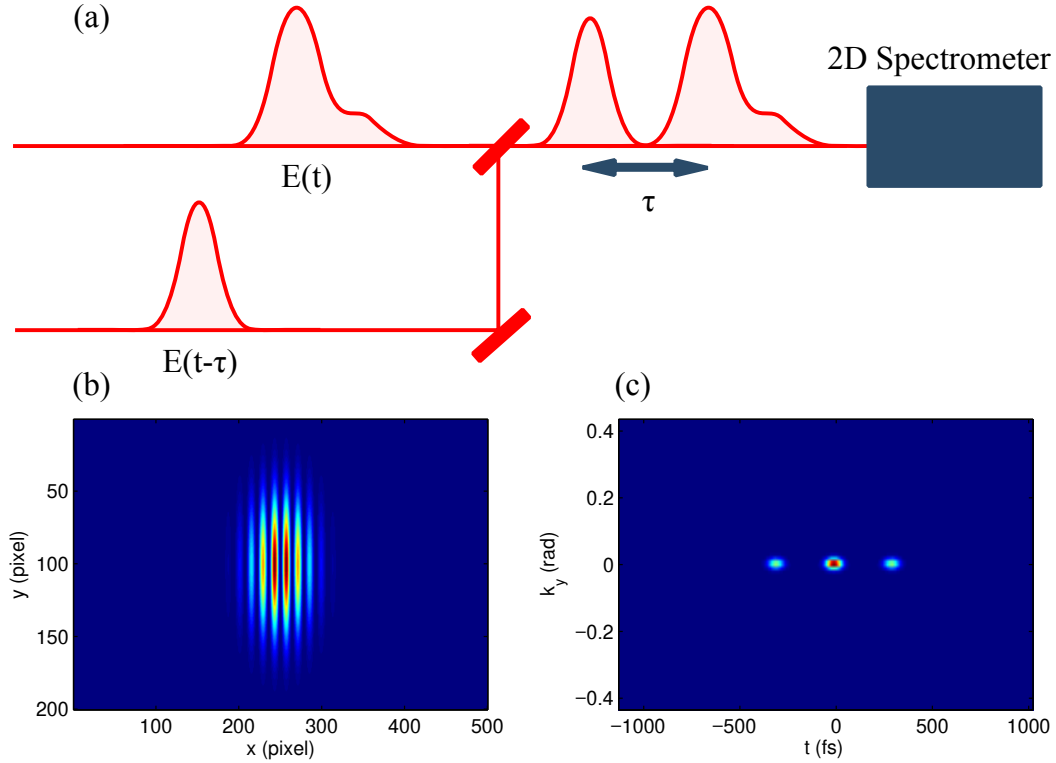 (a)
2D Spectrometer
E(t)
τ
E(t-τ)
(b)
50
100
150
200
y (pixel)
100 200 300 400 500
x (pixel)
(c)
0.4
0.2
0
−0.2
−0.4
k_y (rad)
−1000 −500 0 500 1000
t (fs)